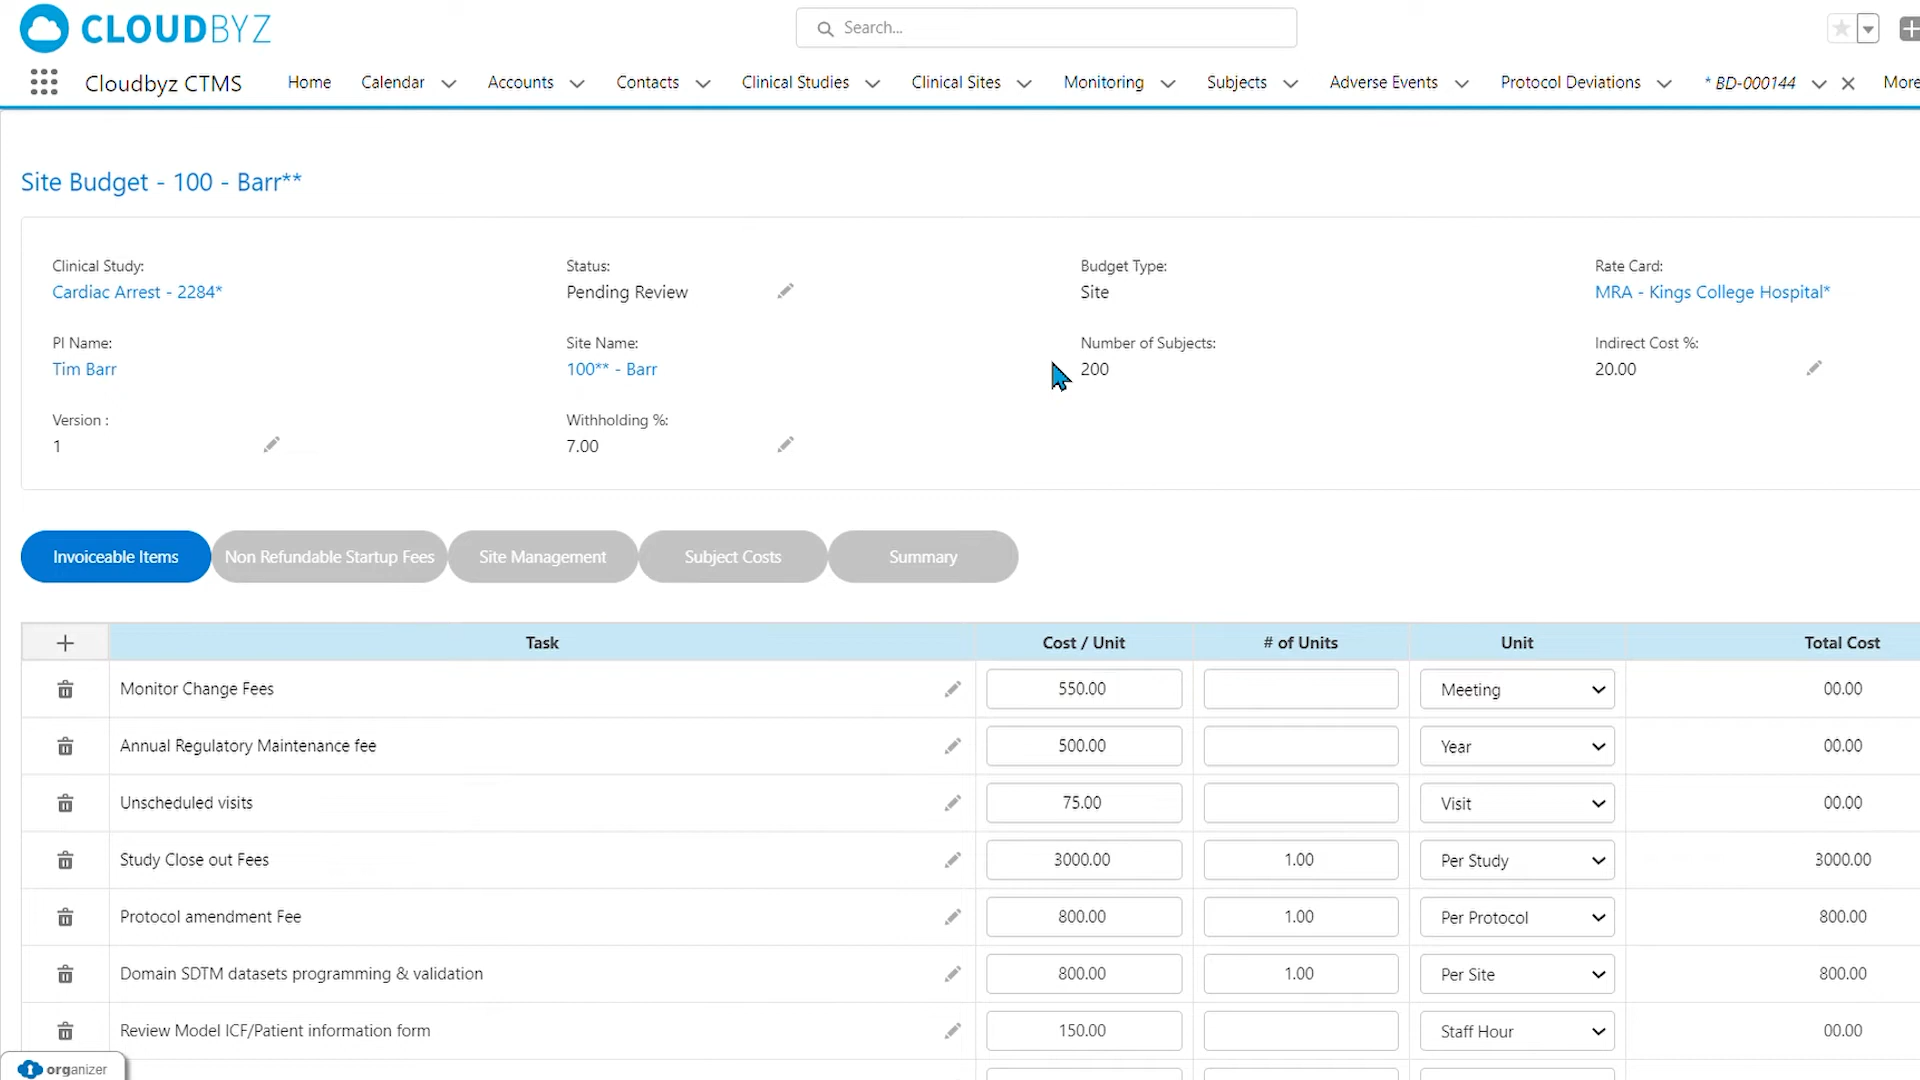 CLOUDBYZ
Search...
Cloudbyz CTMS Home Calendar Accounts Contacts Clinical Studies Clinical Sites Monitoring Subjects Adverse Events Protocol Deviations * BD-000144 More
Site Budget - 100 - Barr**
Clinical Study: Status: Budget Type: Rate Card:
Cardiac Arrest - 2284* Pending Review Site MRA - Kings College Hospital*
PI Name: Site Name: Number of Subjects: Indirect Cost %:
Tim Barr 100** - Barr 200 20.00
Version : Withholding %:
1 7.00
Invoiceable Items Non Refundable Startup Fees Site Management Subject Costs Summary
+ Task Cost / Unit # of Units Unit Total Cost
Monitor Change Fees 550.00 Meeting 00.00
Annual Regulatory Maintenance fee 500.00 Year 00.00
Unscheduled visits 75.00 Visit 00.00
Study Close out Fees 3000.00 1.00 Per Study 3000.00
Protocol amendment Fee 800.00 1.00 Per Protocol 800.00
Domain SDTM datasets programming & validation 800.00 1.00 Per Site 800.00
Review Model ICF/Patient information form 150.00 Staff Hour 00.00
organizer